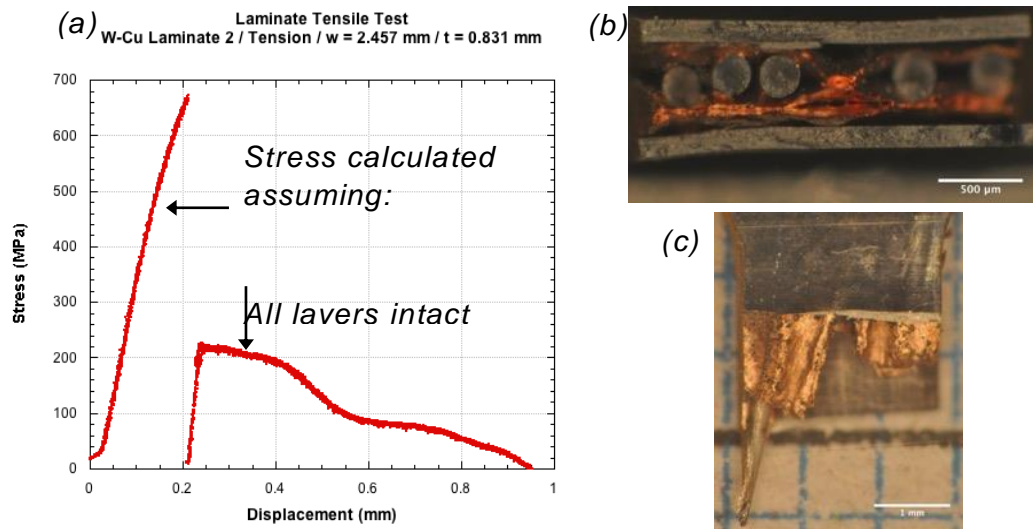 (a)
Laminate Tensile Test
W-Cu Laminate 2 / Tension / w = 2.457 mm / t = 0.831 mm
700
600
500
400
300
200
100
0
Stress (MPa)
Stress calculated
assuming:
All lavers intact
0
0.2
0.4
0.6
0.8
1
Displacement (mm)
(b)
500 µm
(c)
1 mm